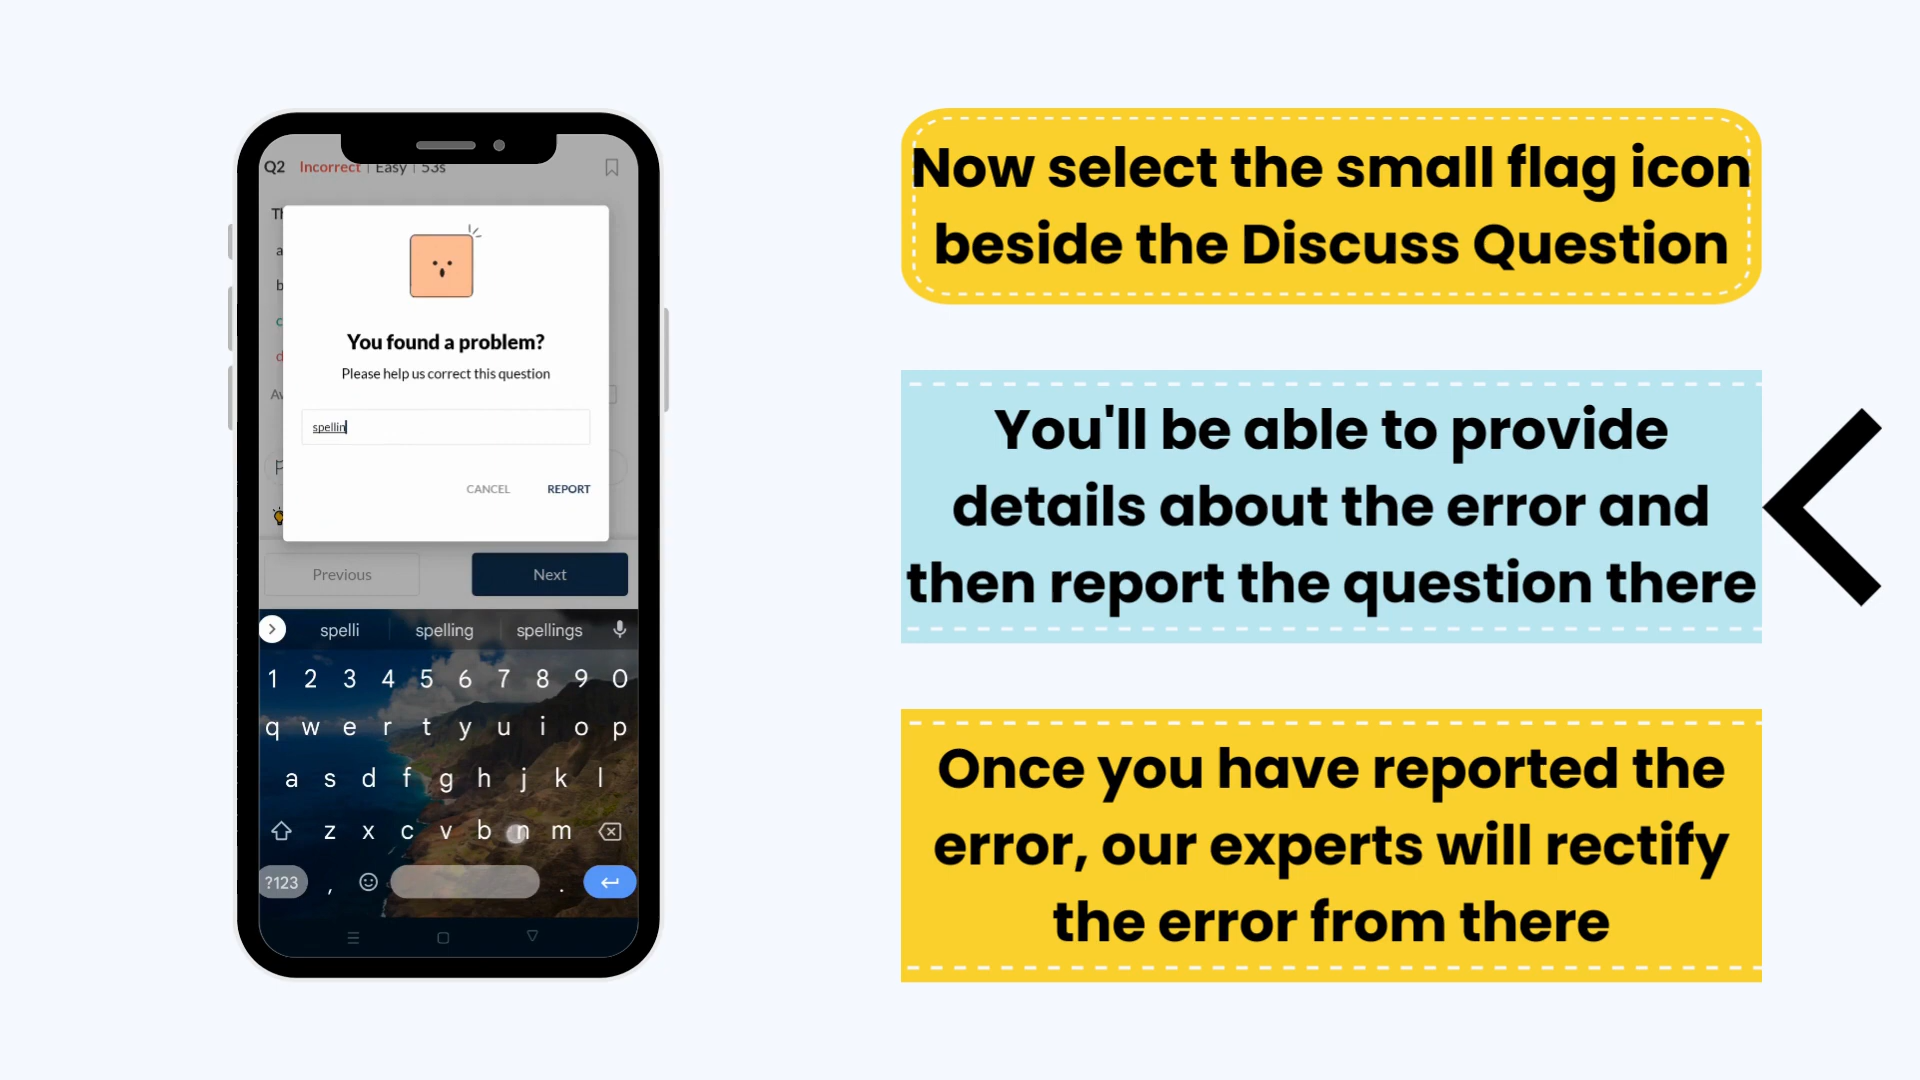 Q2 Incorrect | Easy | 53s
Th
a
b
c
d
Av
You found a problem?
Please help us correct this question
spellin
CANCEL REPORT
Previous Next
spelli spelling spellings
1 2 3 4 5 6 7 8 9 0
q w e r t y u i o p
a s d f g h j k l
z x c v b n m
?123 , .
Now select the small flag icon
beside the Discuss Question
You'll be able to provide
details about the error and
then report the question there
Once you have reported the
error, our experts will rectify
the error from there